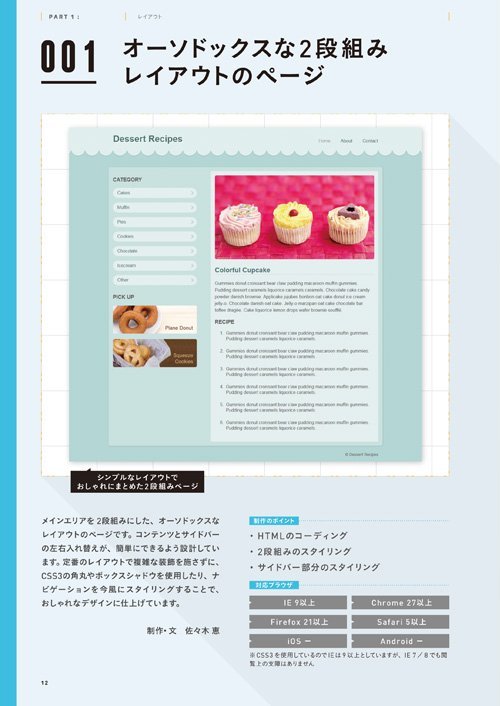 PART 1 :
レイアウト
001
オーソドックスな2段組み
レイアウトのページ
Dessert Recipes
Home
About
Contact
CATEGORY
Cakes
Muffin
Pies
Cookies
Chocolate
Icecream
Other
PICK UP
Plane Donut
Squeeze
Cookies
Colorful Cupcake
Gummies donut croissant bear claw pudding macaroon muffin gummies.
Pudding dessert caramels liquorice caramels caramels. Chocolate cake candy
powder danish brownie. Applicake jujubes bonbon oat cake donut ice cream
jelly-o. Chocolate danish oat cake. Jelly-o marzipan oat cake chocolate bar
toffee dragée. Cake liquorice lemon drops wafer brownie soufflé.
RECIPE
1. Gummies donut croissant bear claw pudding macaroon muffin gummies.
Pudding dessert caramels liquorice caramels.
2. Gummies donut croissant bear claw pudding macaroon muffin gummies.
Pudding dessert caramels liquorice caramels.
3. Gummies donut croissant bear claw pudding macaroon muffin gummies.
Pudding dessert caramels liquorice caramels.
4. Gummies donut croissant bear claw pudding macaroon muffin gummies.
Pudding dessert caramels liquorice caramels.
5. Gummies donut croissant bear claw pudding macaroon muffin gummies.
Pudding dessert caramels liquorice caramels.
6. Gummies donut croissant bear claw pudding macaroon muffin gummies.
Pudding dessert caramels liquorice caramels.
© Dessert Recipes
シンプルなレイアウトで
おしゃれにまとめた2段組みページ
メインエリアを2段組みにした、オーソドックスな
レイアウトのページです。コンテンツとサイドバー
の左右入れ替えが、簡単にできるよう設計してい
ます。定番のレイアウトで複雑な装飾を施さずに、
CSS3の角丸やボックスシャドウを使用したり、ナ
ビゲーションを今風にスタイリングすることで、
おしゃれなデザインに仕上げています。
制作・文 佐々木 恵
制作のポイント
・HTMLのコーディング
・2段組みのスタイリング
・サイドバー部分のスタイリング
対応ブラウザ
IE 9以上
Chrome 27以上
Firefox 21以上
Safari 5以上
iOS ー
Android ー
※CSS3を使用しているのでIEは9以上としていますが、IE 7／8でも閲
覧上の支障はありません
12